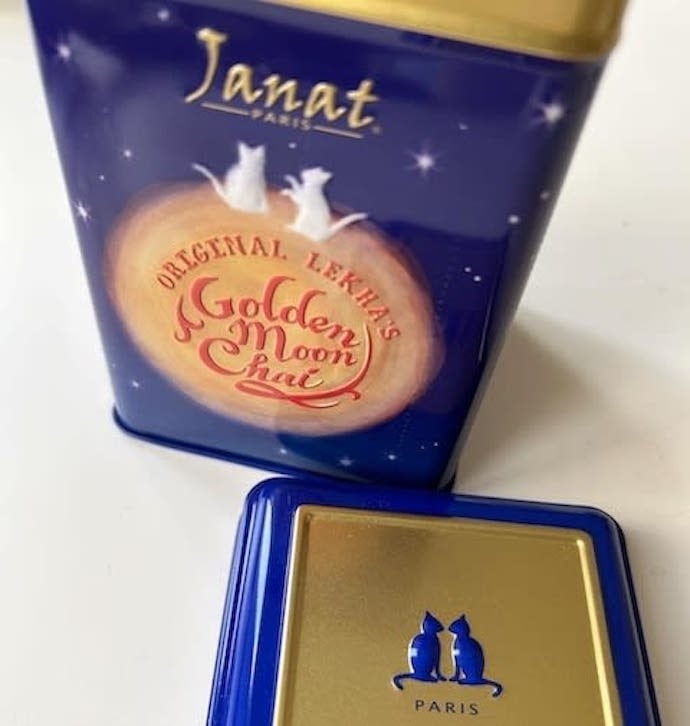 Janat
PARIS
ORIGINAL LEKHA'S
Golden
Moon
Chai
PARIS